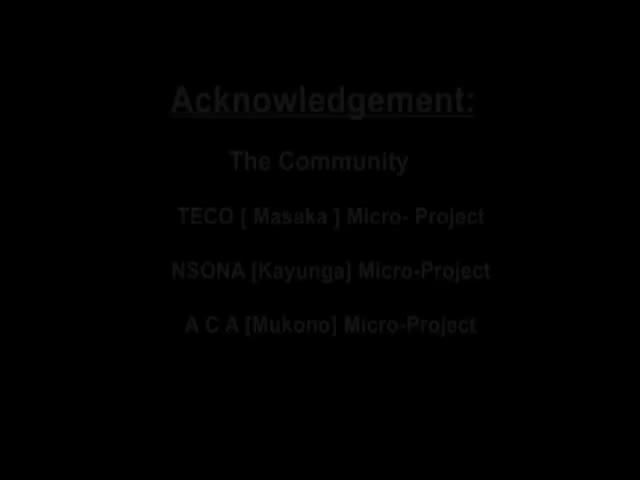 Acknowledgement:
The Community
TECO [ Masaka ] Micro- Project
NSONA [Kayunga] Micro-Project
A C A [Mukono] Micro-Project